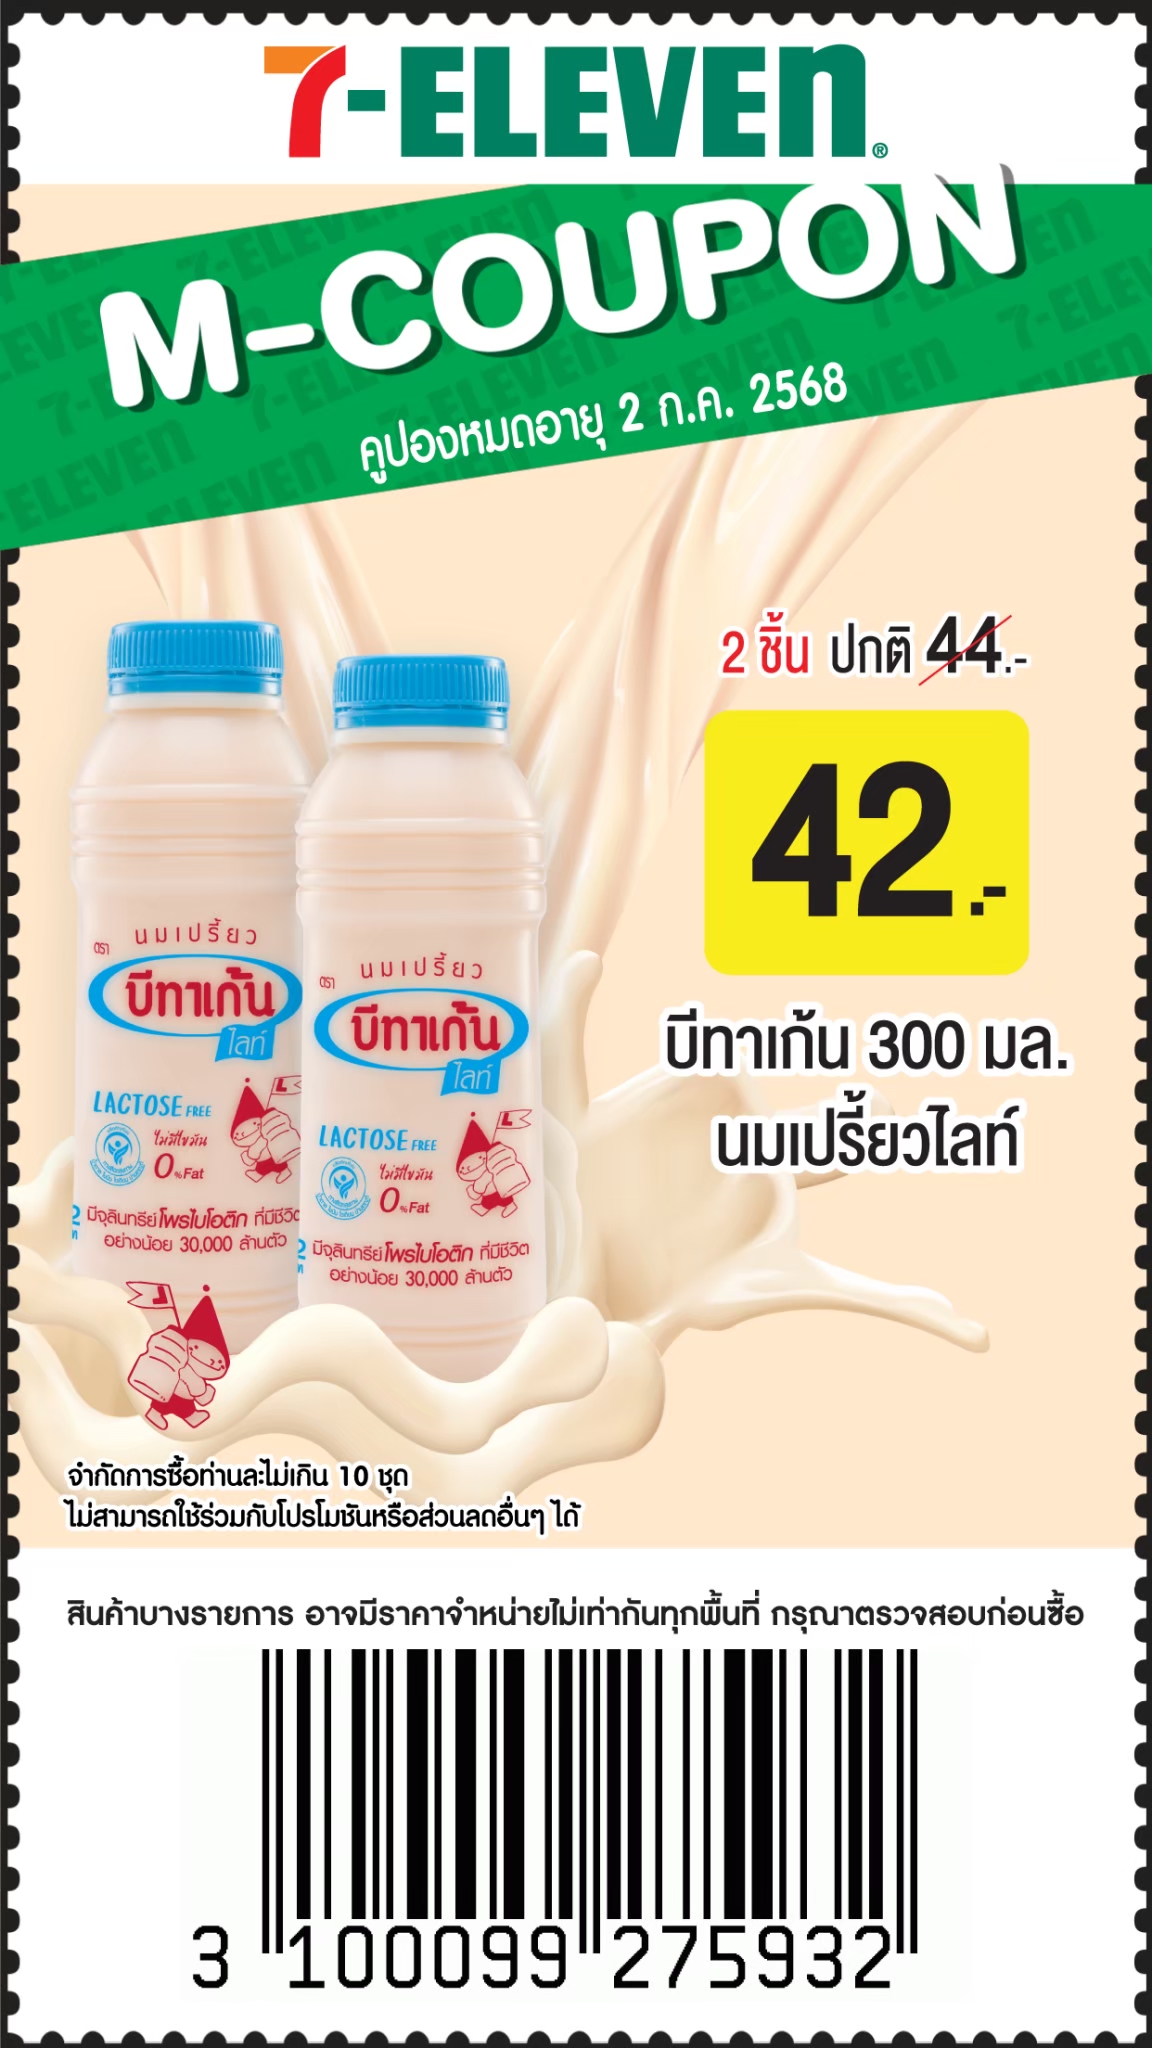 7-ELEVEN®
M-COUPON
คูปองหมดอายุ 2 ก.ค. 2568
2 ชิ้น ปกติ 44.-
42.-
บีทาเก้น 300 มล.
นมเปรี้ยวไลท์
นมเปรี้ยว
ตรา
บีทาเก้น
ไลท์
LACTOSE FREE
ไม่มีไขมัน
0% Fat
มีจุลินทรีย์โพรไบโอติก ที่มีชีวิต
อย่างน้อย 30,000 ล้านตัว
นมเปรี้ยว
ตรา
บีทาเก้น
ไลท์
LACTOSE FREE
ไม่มีไขมัน
0% Fat
มีจุลินทรีย์โพรไบโอติก ที่มีชีวิต
อย่างน้อย 30,000 ล้านตัว
จำกัดการซื้อท่านละไม่เกิน 10 ชุด
ไม่สามารถใช้ร่วมกับโปรโมชันหรือส่วนลดอื่นๆ ได้
สินค้าบางรายการ อาจมีราคาจำหน่ายไม่เท่ากันทุกพื้นที่ กรุณาตรวจสอบก่อนซื้อ
3 100099 275932